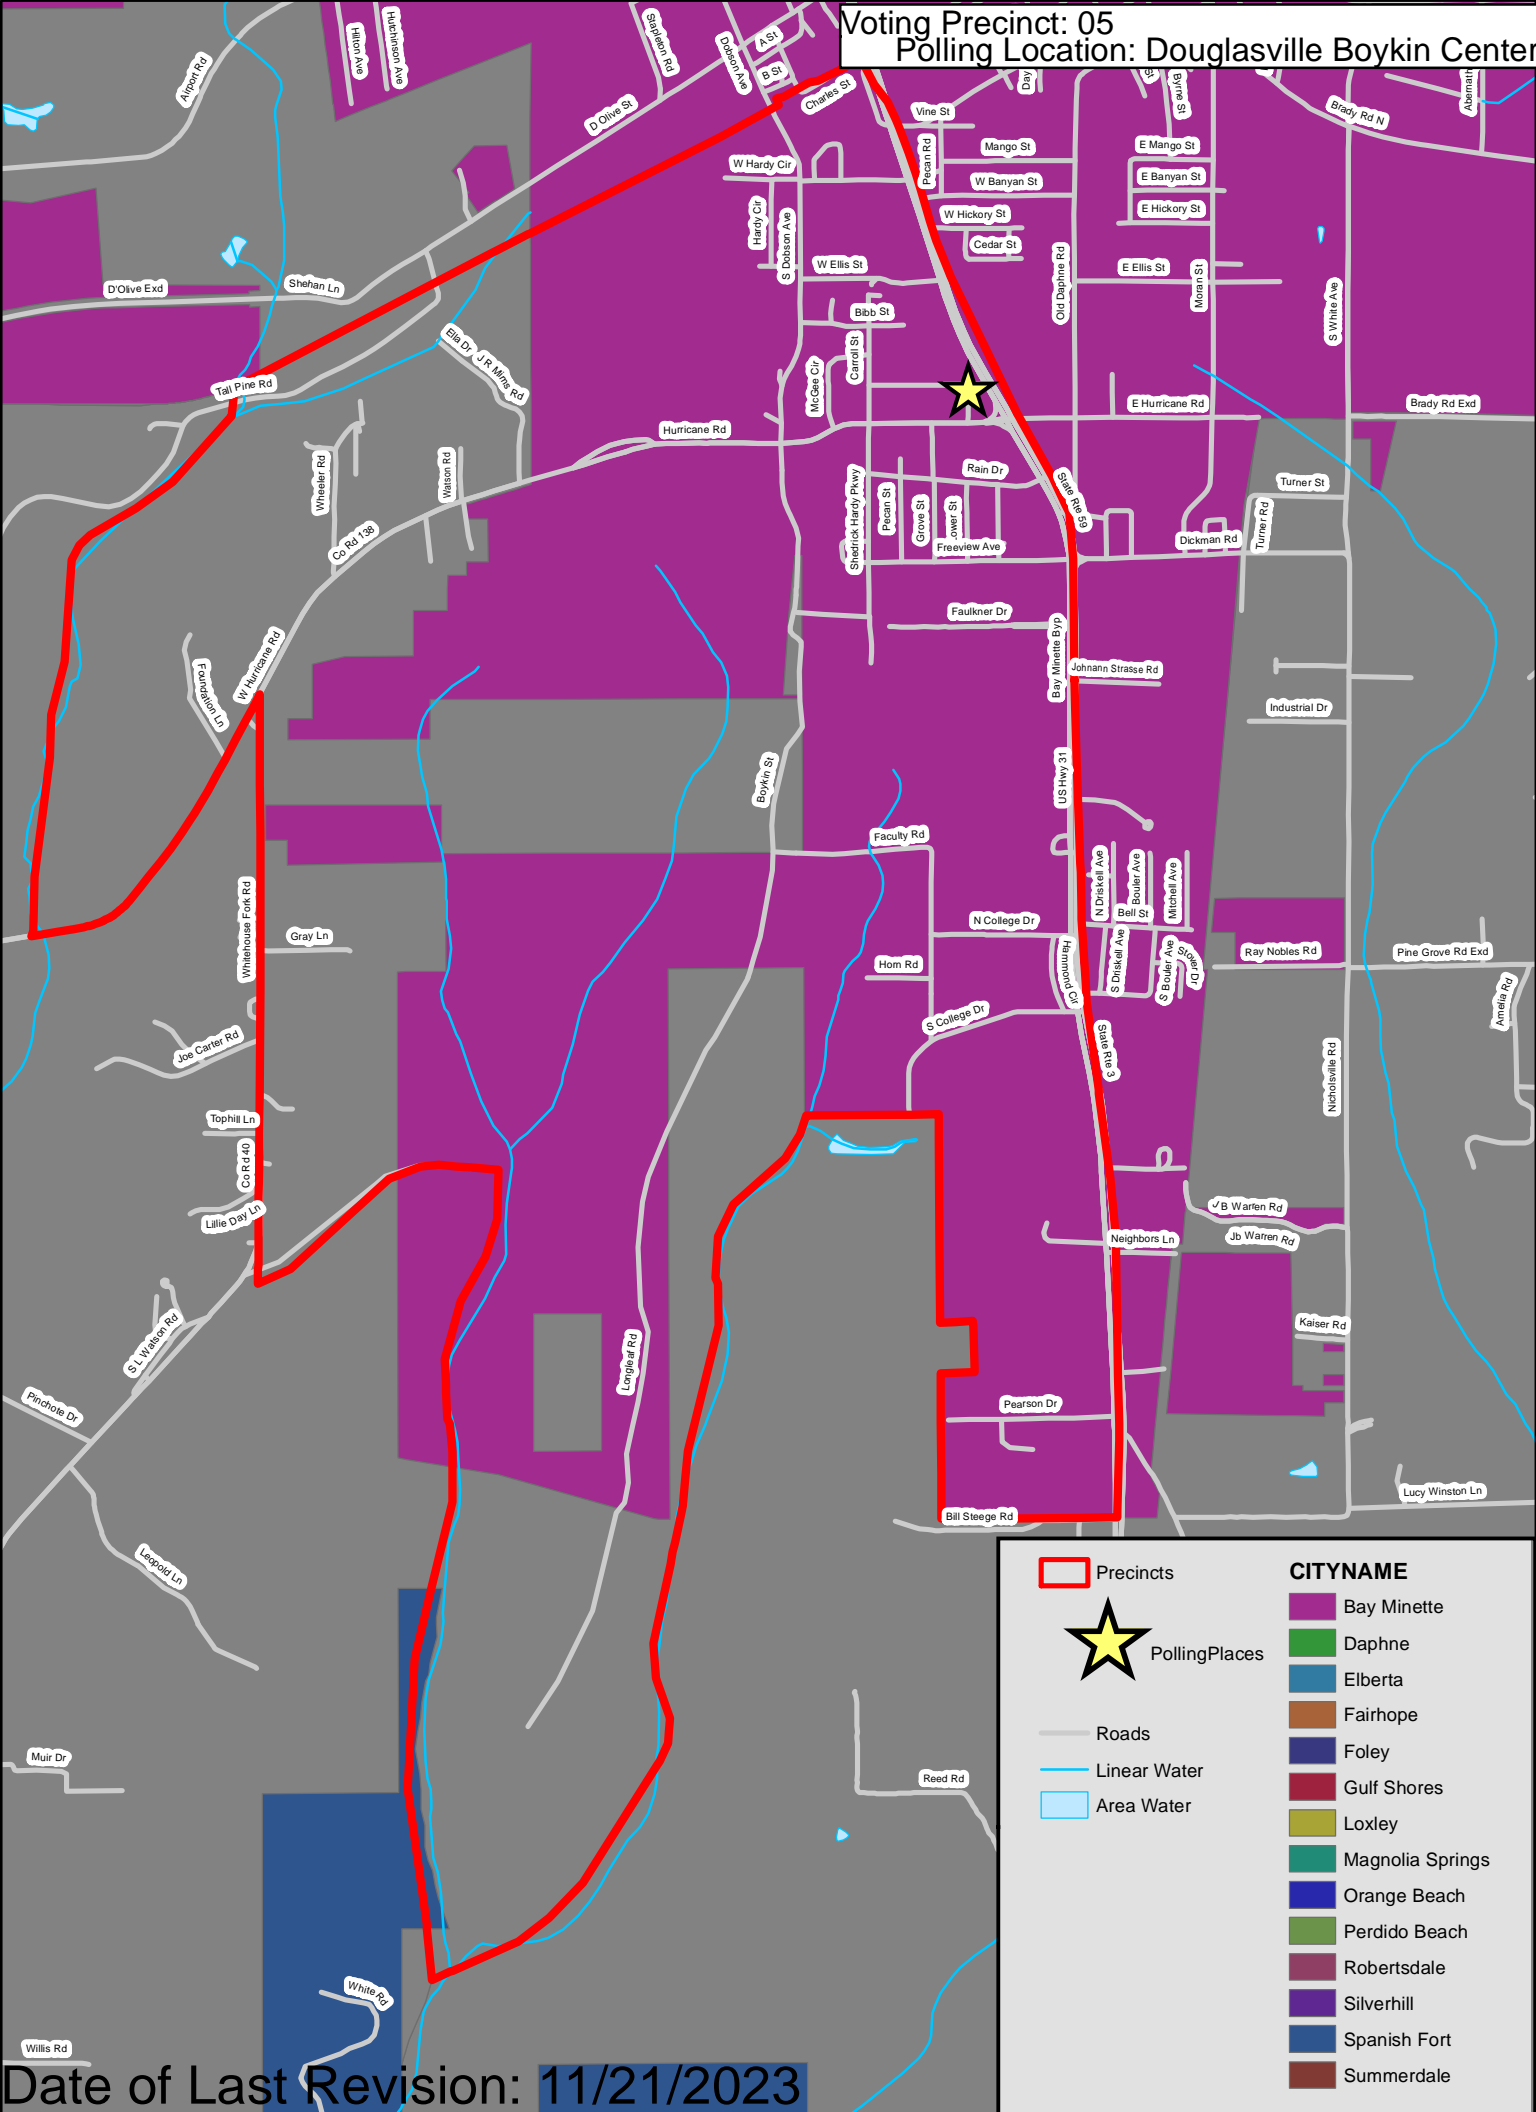 Voting Precinct: 05
Polling Location: Douglasville Boykin Center
Airport Rd
Hilton Ave
Hutchinson Ave
Stapleton Rd
Dobson Ave
A St
B St
Charles St
D Olive St
Vine St
Day
St
Byrne St
Brady Rd N
Abernath
Pecan Rd
Mango St
E Mango St
W Hardy Cir
W Banyan St
E Banyan St
Hardy Cir
S Dobson Ave
W Hickory St
E Hickory St
Cedar St
W Ellis St
Old Daphne Rd
E Ellis St
Moran St
S White Ave
D'Olive Exd
Shehan Ln
Bibb St
Ella Dr
J R Mims Rd
Carroll St
McGee Cir
Tall Pine Rd
E Hurricane Rd
Brady Rd Exd
Hurricane Rd
Wheeler Rd
Watson Rd
Rain Dr
State Rte 59
Turner St
Turner Rd
Shedrick Hardy Pkwy
Pecan St
Grove St
Freeview Ave
Dickman Rd
Co Rd 138
Faulkner Dr
Bay Minette Byp
Johann Strasse Rd
W Hurricane Rd
Foundation Ln
Industrial Dr
US Hwy 31
Boykin St
Faculty Rd
N Driskell Ave
Bouler Ave
Mitchell Ave
Bell St
Whitehouse Fork Rd
Gray Ln
N College Dr
Hammond Cir
S Driskell Ave
S Bouler Ave
Stover Dr
Ray Nobles Rd
Pine Grove Rd Exd
Horn Rd
Amelia Rd
S College Dr
State Rte 3
Joe Carter Rd
Nicholsville Rd
Tophill Ln
Co Rd 40
Lillie Day Ln
J B Warren Rd
Jb Warren Rd
Neighbors Ln
S L Watson Rd
Longleaf Rd
Kaiser Rd
Pinchote Dr
Pearson Dr
Bill Steege Rd
Lucy Winston Ln
Leopold Ln
Muir Dr
Reed Rd
White Rd
Willis Rd
Precincts
PollingPlaces
Roads
Linear Water
Area Water
CITYNAME
Bay Minette
Daphne
Elberta
Fairhope
Foley
Gulf Shores
Loxley
Magnolia Springs
Orange Beach
Perdido Beach
Robertsdale
Silverhill
Spanish Fort
Summerdale
Date of Last Revision: 11/21/2023